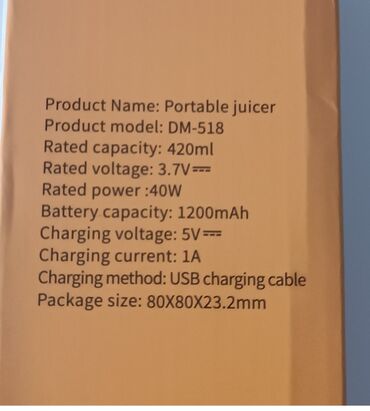 Product Name: Portable juicer
Product model: DM-518
Rated capacity: 420ml
Rated voltage: 3.7V⎓
Rated power :40W
Battery capacity: 1200mAh
Charging voltage: 5V⎓
Charging current: 1A
Charging method: USB charging cable
Package size: 80X80X23.2mm